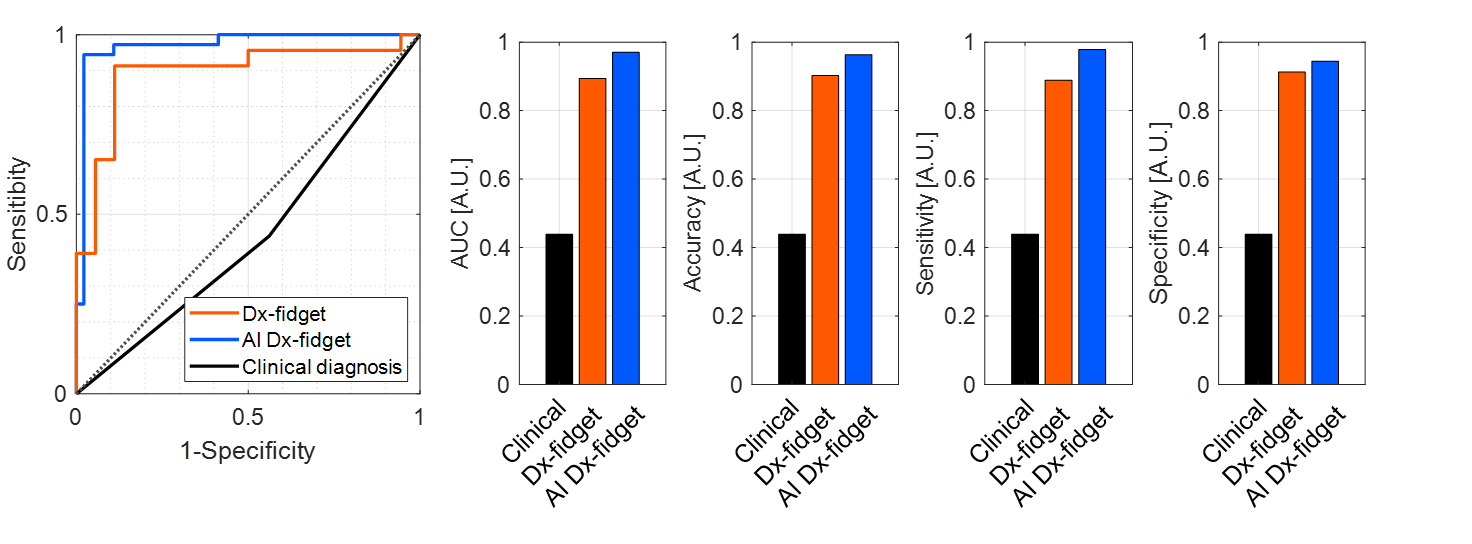 1
0.5
0
0
0.5
1
Sensitibity
1-Specificity
Dx-fidget
AI Dx-fidget
Clinical diagnosis
1
0.8
0.6
0.4
0.2
0
AUC [A.U.]
Clinical
Dx-fidget
AI Dx-fidget
1
0.8
0.6
0.4
0.2
0
Accuracy [A.U.]
Clinical
Dx-fidget
AI Dx-fidget
1
0.8
0.6
0.4
0.2
0
Sensitivity [A.U.]
Clinical
Dx-fidget
AI Dx-fidget
1
0.8
0.6
0.4
0.2
0
Specificity [A.U.]
Clinical
Dx-fidget
AI Dx-fidget